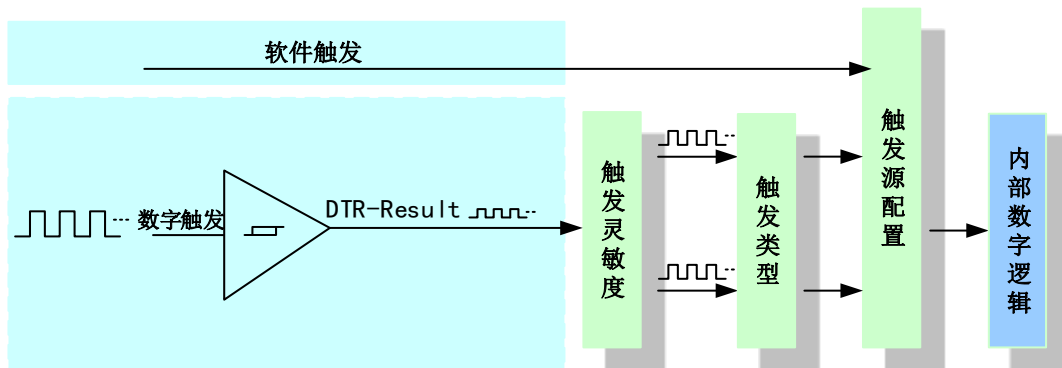 软件触发
数字触发
DTR-Result
触发灵敏度
触发类型
触发源配置
内部数字逻辑